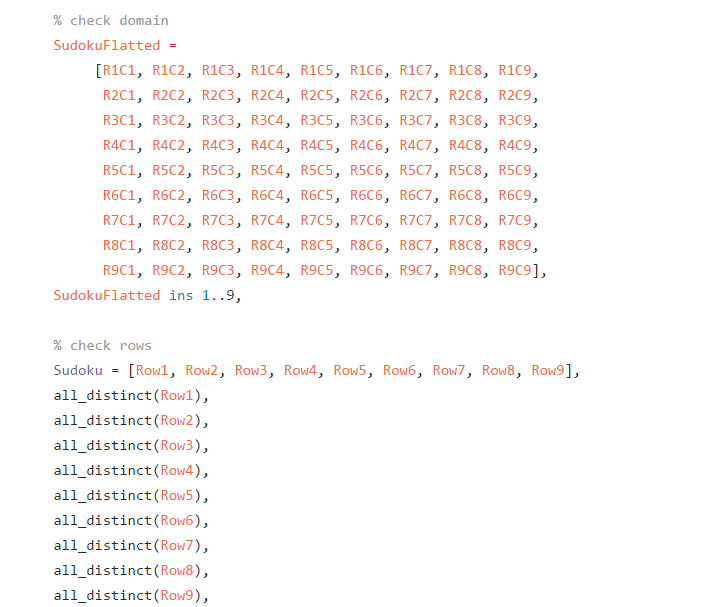 % check domain
SudokuFlatted =
[R1C1, R1C2, R1C3, R1C4, R1C5, R1C6, R1C7, R1C8, R1C9,
R2C1, R2C2, R2C3, R2C4, R2C5, R2C6, R2C7, R2C8, R2C9,
R3C1, R3C2, R3C3, R3C4, R3C5, R3C6, R3C7, R3C8, R3C9,
R4C1, R4C2, R4C3, R4C4, R4C5, R4C6, R4C7, R4C8, R4C9,
R5C1, R5C2, R5C3, R5C4, R5C5, R5C6, R5C7, R5C8, R5C9,
R6C1, R6C2, R6C3, R6C4, R6C5, R6C6, R6C7, R6C8, R6C9,
R7C1, R7C2, R7C3, R7C4, R7C5, R7C6, R7C7, R7C8, R7C9,
R8C1, R8C2, R8C3, R8C4, R8C5, R8C6, R8C7, R8C8, R8C9,
R9C1, R9C2, R9C3, R9C4, R9C5, R9C6, R9C7, R9C8, R9C9],
SudokuFlatted ins 1..9,
% check rows
Sudoku = [Row1, Row2, Row3, Row4, Row5, Row6, Row7, Row8, Row9],
all_distinct(Row1),
all_distinct(Row2),
all_distinct(Row3),
all_distinct(Row4),
all_distinct(Row5),
all_distinct(Row6),
all_distinct(Row7),
all_distinct(Row8),
all_distinct(Row9),